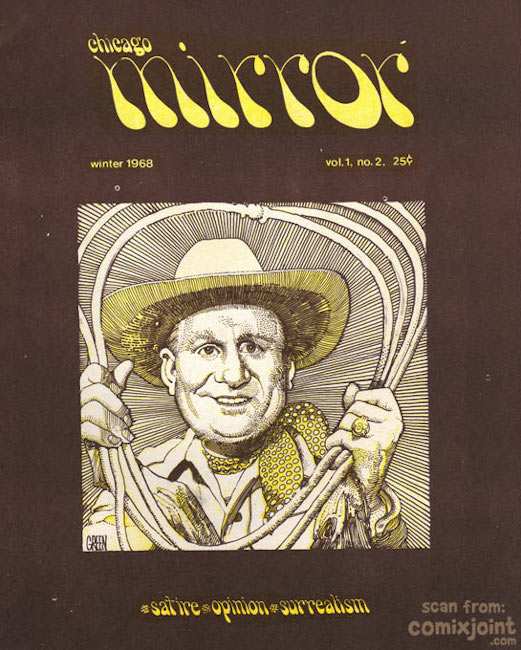 chicago
mirror
winter 1968 vol. 1, no. 2, 25¢
GREEN
*satire*opinion*surrealism
scan from:
comixjoint
.com